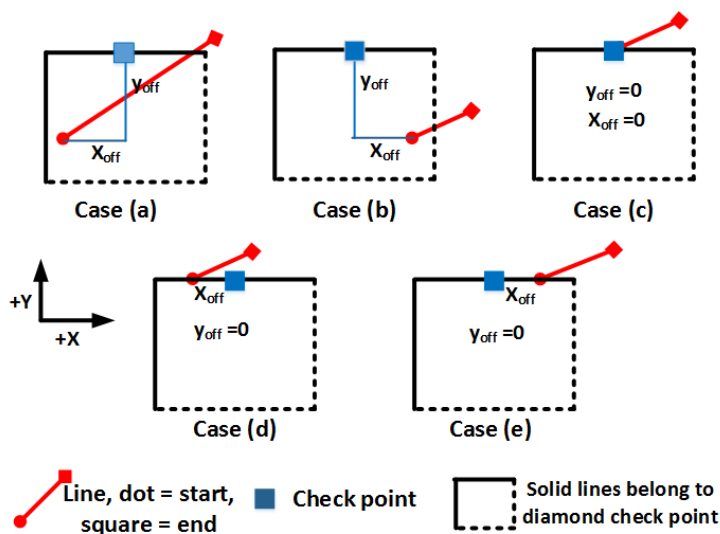 yoff
Xoff
Case (a)
yoff
Xoff
Case (b)
yoff =0
Xoff =0
Case (c)
+Y
+X
Xoff
yoff =0
Case (d)
Xoff
yoff =0
Case (e)
Line, dot = start,
square = end
Check point
Solid lines belong to
diamond check point